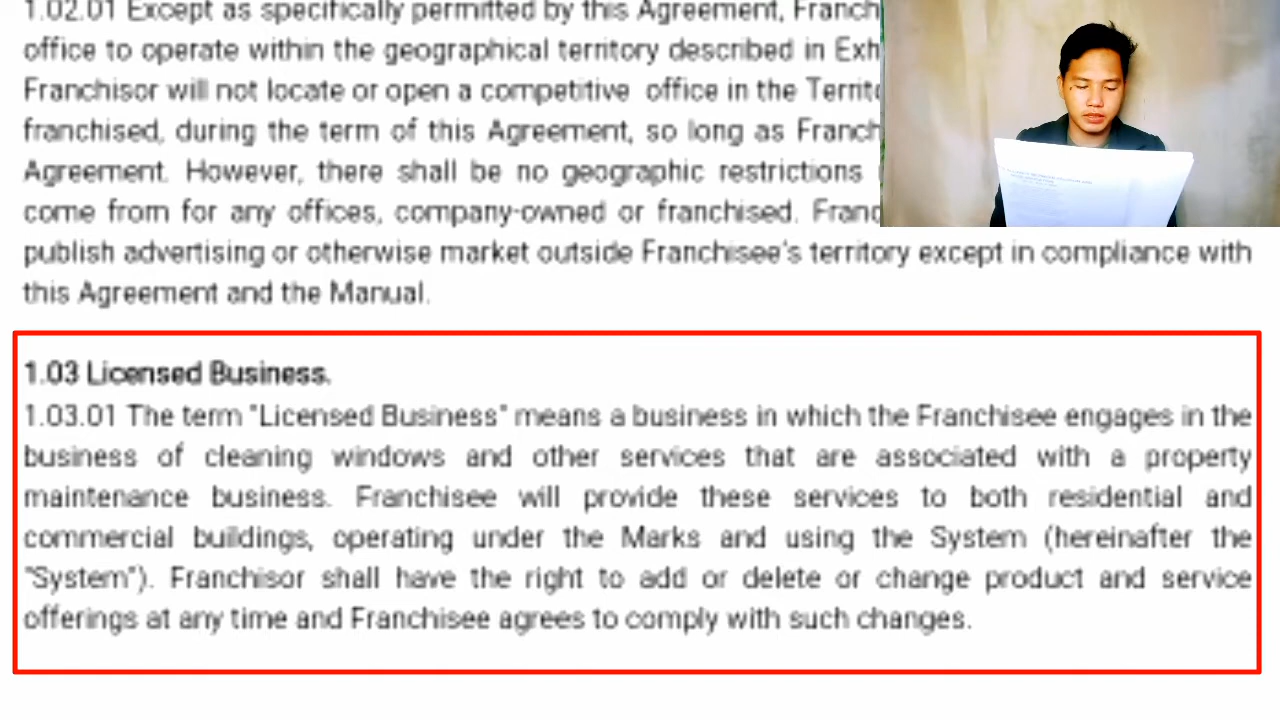 1.02.01 Except as specifically permitted by this Agreement, Franch
office to operate within the geographical territory described in Exh
Franchisor will not locate or open a competitive office in the Territo
franchised, during the term of this Agreement, so long as Franch
Agreement. However, there shall be no geographic restrictions
come from for any offices, company-owned or franchised. Franc
publish advertising or otherwise market outside Franchisee's territory except in compliance with
this Agreement and the Manual.
1.03 Licensed Business.
1.03.01 The term "Licensed Business" means a business in which the Franchisee engages in the
business of cleaning windows and other services that are associated with a property
maintenance business. Franchisee will provide these services to both residential and
commercial buildings, operating under the Marks and using the System (hereinafter the
"System"). Franchisor shall have the right to add or delete or change product and service
offerings at any time and Franchisee agrees to comply with such changes.